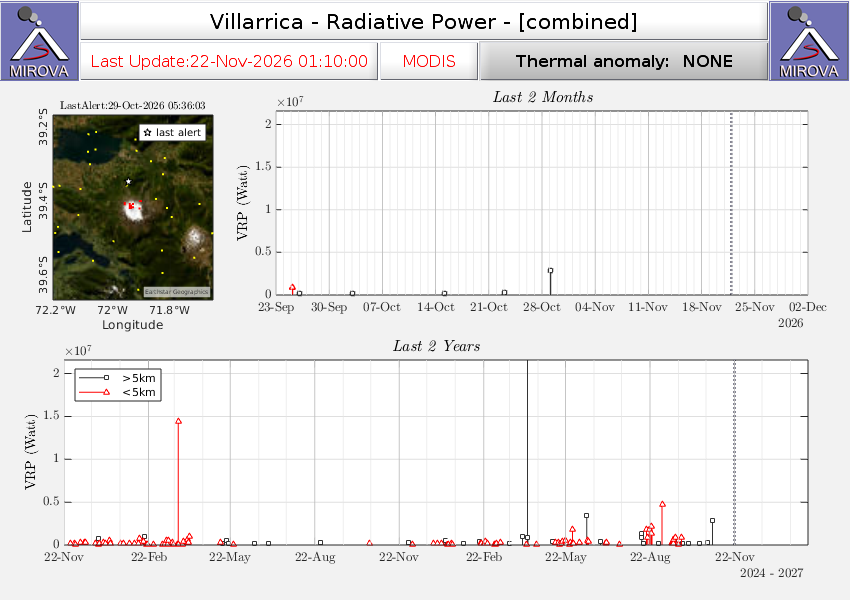 Villarrica - Radiative Power - [combined]
MIROVA
Last Update:22-Nov-2026 01:10:00
MODIS
Thermal anomaly: NONE
MIROVA
LastAlert:29-Oct-2026 05:36:03
last alert
39.2°S
39.4°S
39.6°S
Latitude
Earthstar Geographics
72.2°W 72°W 71.8°W
Longitude
Last 2 Months
×10⁷
2
1.5
1
0.5
0
VRP (Watt)
23-Sep 30-Sep 07-Oct 14-Oct 21-Oct 28-Oct 04-Nov 11-Nov 18-Nov 25-Nov 02-Dec
2026
Last 2 Years
×10⁷
>5km
<5km
2
1.5
1
0.5
0
VRP (Watt)
22-Nov 22-Feb 22-May 22-Aug 22-Nov 22-Feb 22-May 22-Aug 22-Nov
2024 - 2027